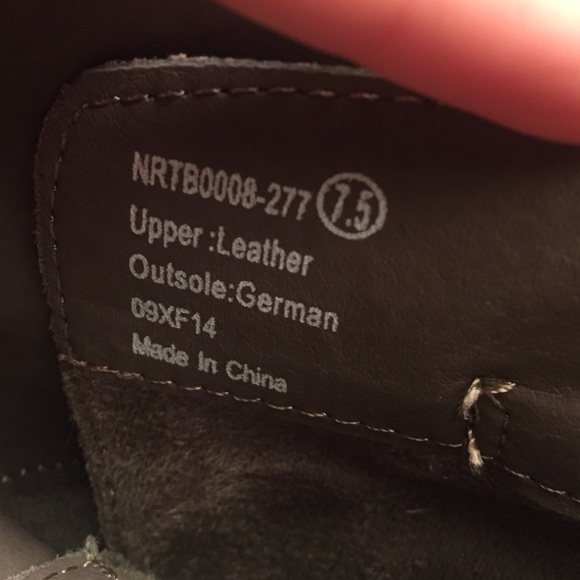 NRTB0008-277 7.5
Upper :Leather
Outsole:German
09XF14
Made In China